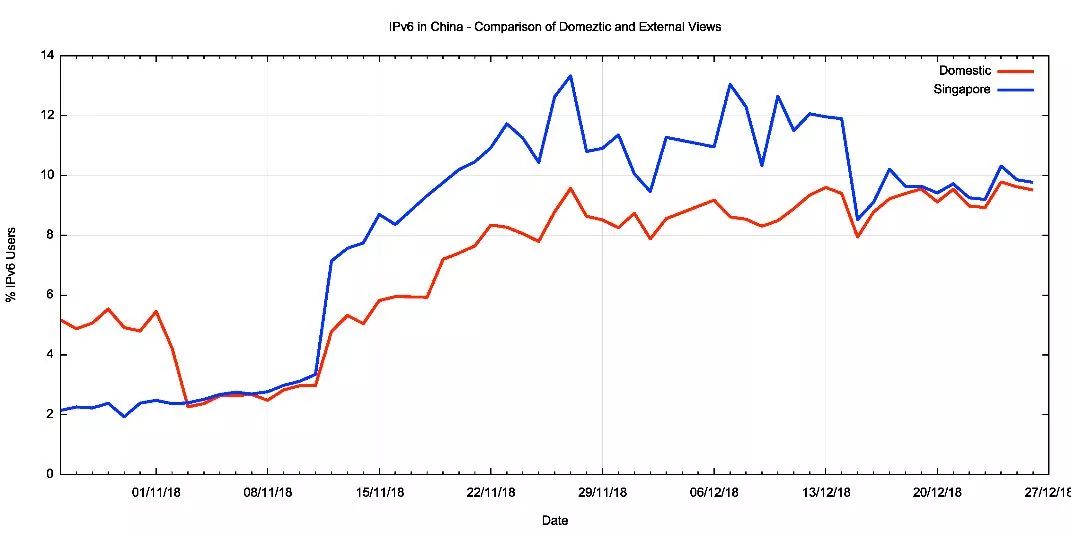 IPv6 in China - Comparison of Domeztic and External Views
14
Domestic
Singapore
12
10
8
6
4
2
0
% IPv6 Users
01/11/18 08/11/18 15/11/18 22/11/18 29/11/18 06/12/18 13/12/18 20/12/18 27/12/18
Date